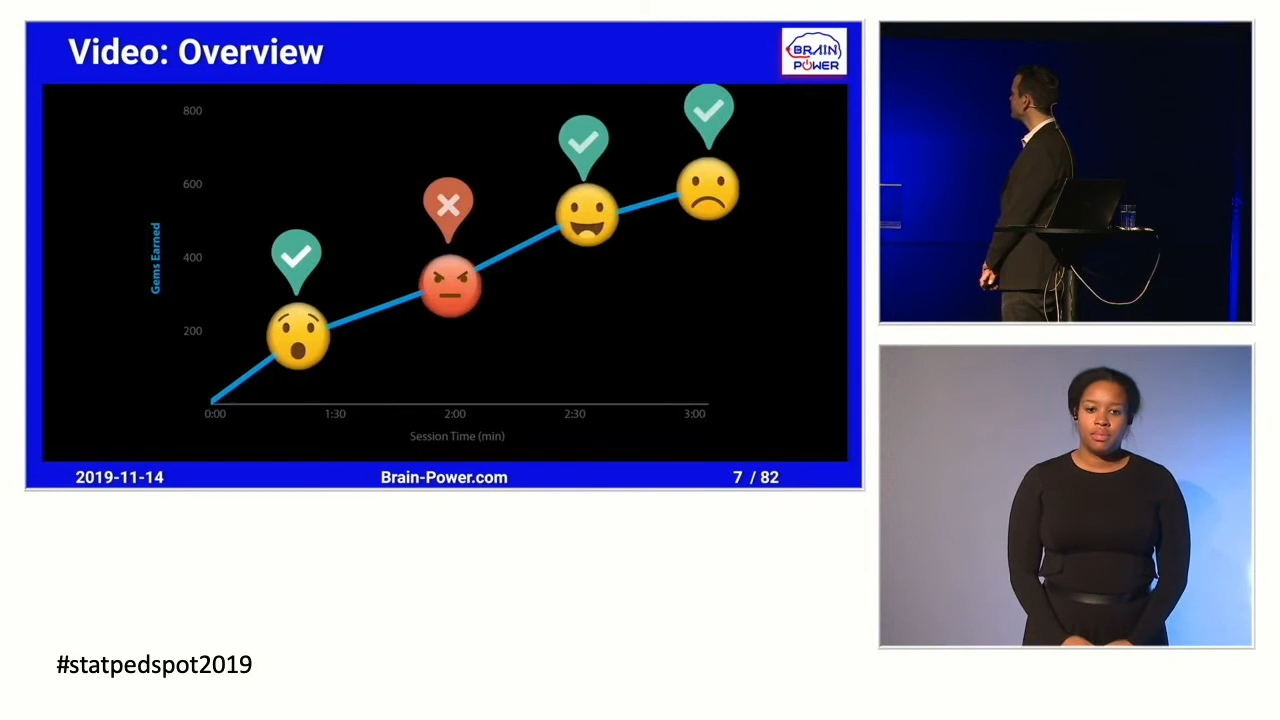 Video: Overview
BRAIN
POWER
800
600
400
200
Gems Earned
0:00 1:30 2:00 2:30 3:00
Session Time (min)
2019-11-14 Brain-Power.com 7 / 82
#statpedspot2019